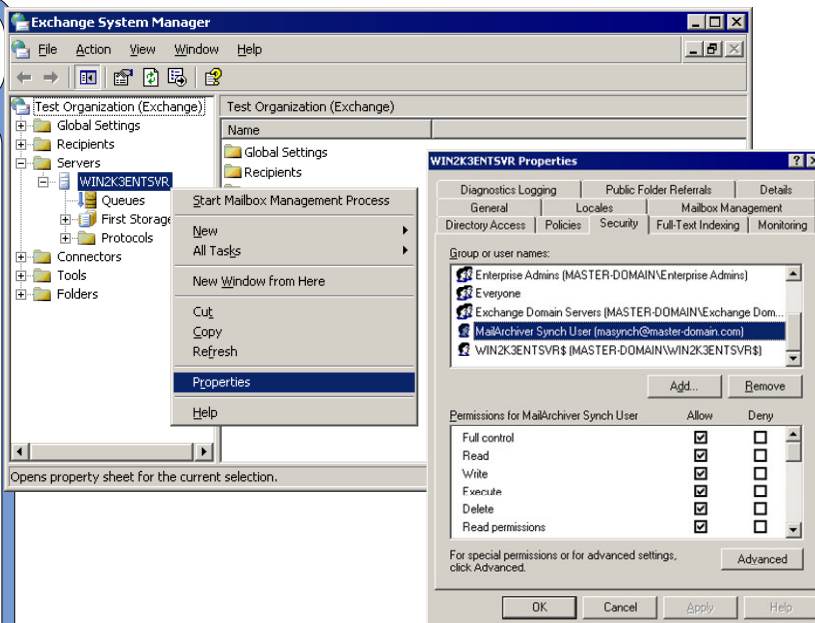 Exchange System Manager
File Action View Window Help
Test Organization (Exchange)
Global Settings
Recipients
Servers
WIN2K3ENTSVR
Queues
First Storage
Protocols
Connectors
Tools
Folders
Test Organization (Exchange)
Name
Global Settings
Recipients
Start Mailbox Management Process
New
All Tasks
New Window from Here
Cut
Copy
Refresh
Properties
Help
Opens property sheet for the current selection.
WIN2K3ENTSVR Properties
Diagnostics Logging Public Folder Referrals Details
General Locales Mailbox Management
Directory Access Policies Security Full-Text Indexing Monitoring
Group or user names:
Enterprise Admins (MASTER-DOMAIN\Enterprise Admins)
Everyone
Exchange Domain Servers (MASTER-DOMAIN\Exchange Dom...
MailArchiver Synch User (masynch@master-domain.com)
WIN2K3ENTSVR$ (MASTER-DOMAIN\WIN2K3ENTSVR$)
Add... Remove
Permissions for MailArchiver Synch User Allow Deny
Full control
Read
Write
Execute
Delete
Read permissions
For special permissions or for advanced settings,
click Advanced.
Advanced
OK Cancel Apply Help